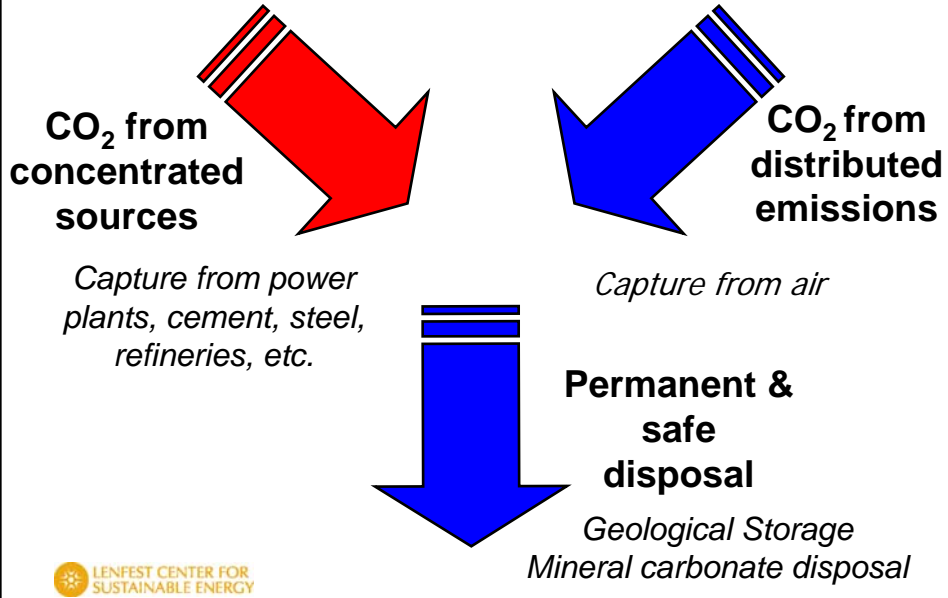 CO₂ from
concentrated
sources
Capture from power
plants, cement, steel,
refineries, etc.
CO₂ from
distributed
emissions
Capture from air
Permanent &
safe
disposal
Geological Storage
Mineral carbonate disposal
LENFEST CENTER FOR
SUSTAINABLE ENERGY